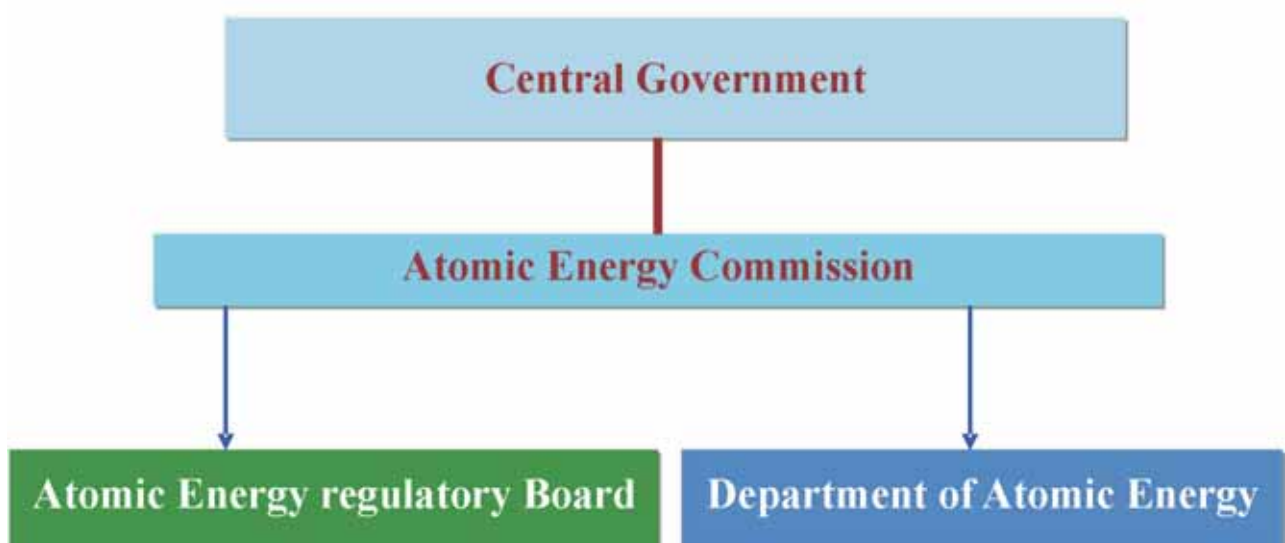 Central Government
Atomic Energy Commission
Atomic Energy regulatory Board
Department of Atomic Energy